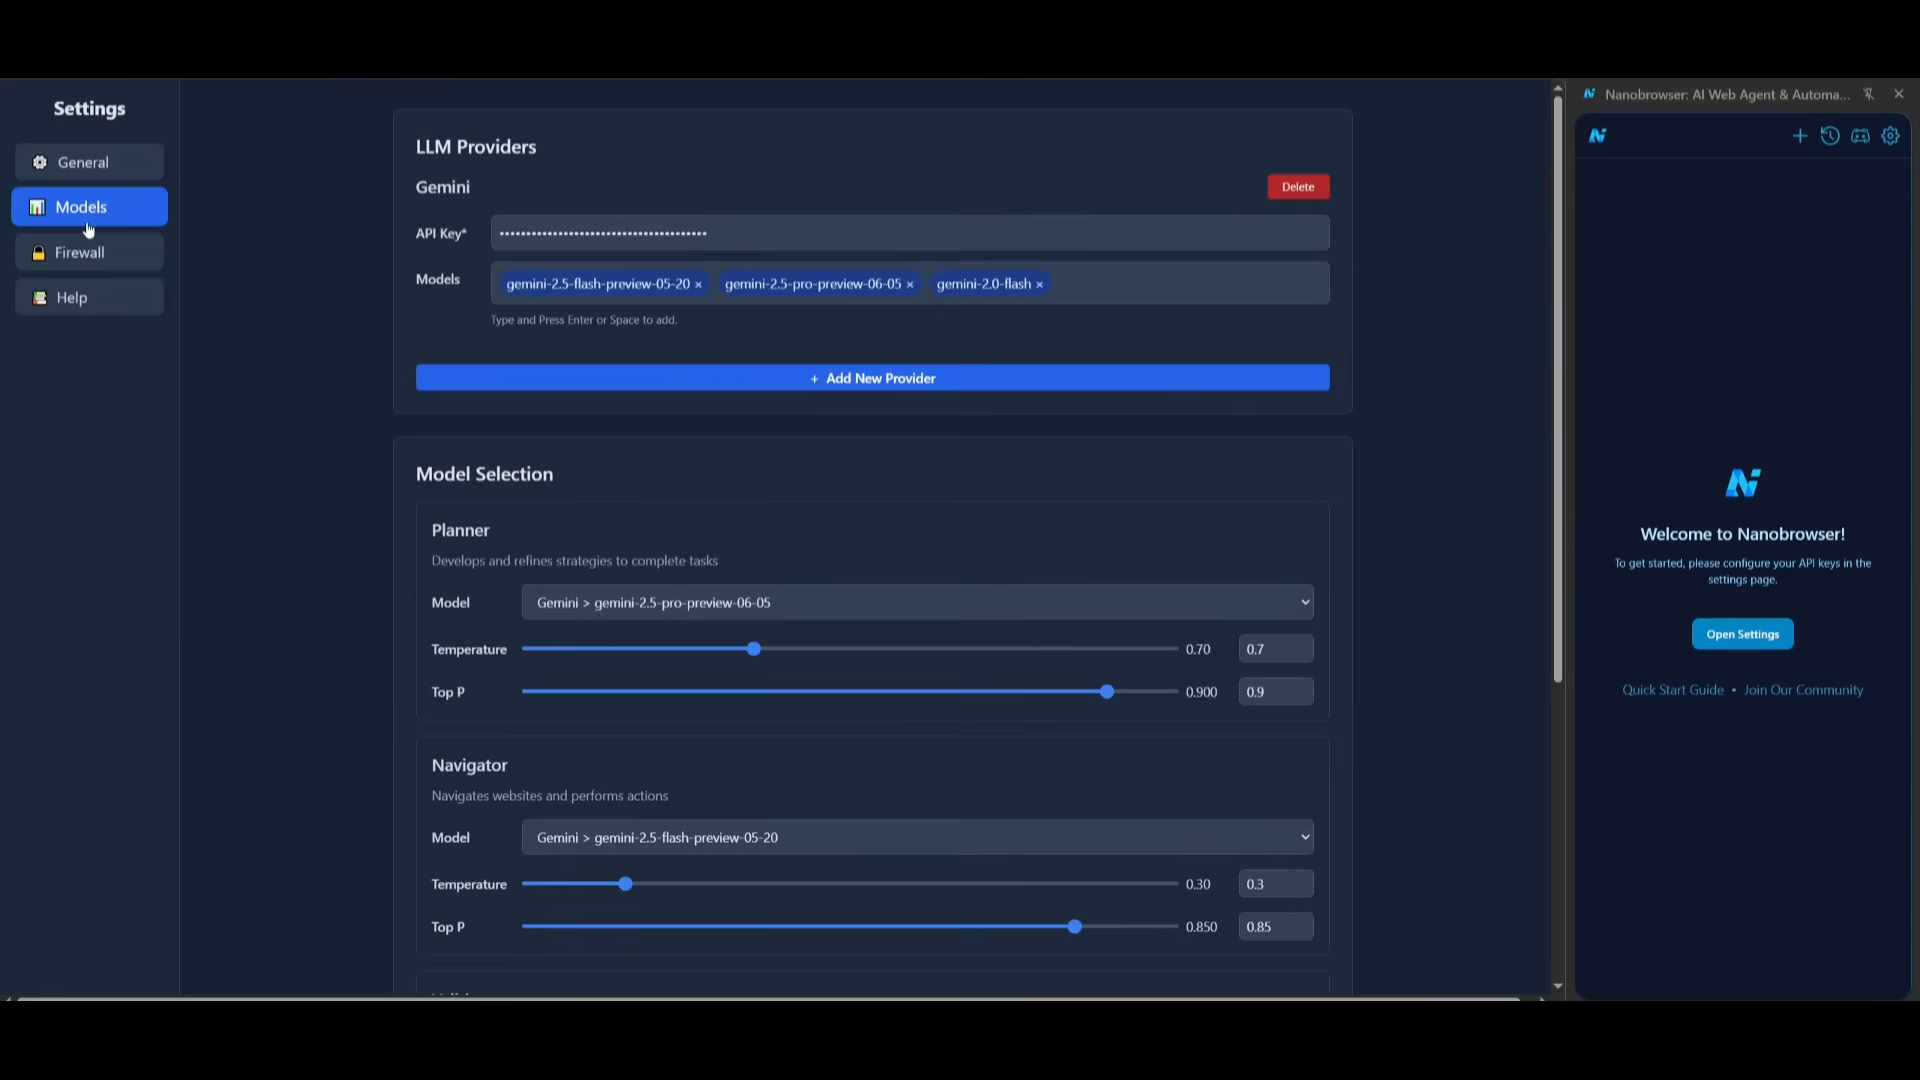 Settings
General
Models
Firewall
Help
LLM Providers
Gemini
Delete
API Key*
••••••••••••••••••••••••••••••••••••••
Models
gemini-2.5-flash-preview-05-20 × gemini-2.5-pro-preview-06-05 × gemini-2.0-flash ×
Type and Press Enter or Space to add.
+ Add New Provider
Model Selection
Planner
Develops and refines strategies to complete tasks
Model Gemini > gemini-2.5-pro-preview-06-05
Temperature 0.70 0.7
Top P 0.900 0.9
Navigator
Navigates websites and performs actions
Model Gemini > gemini-2.5-flash-preview-05-20
Temperature 0.30 0.3
Top P 0.850 0.85
Nanobrowser: AI Web Agent & Automa...
Welcome to Nanobrowser!
To get started, please configure your API keys in the
settings page.
Open Settings
Quick Start Guide • Join Our Community